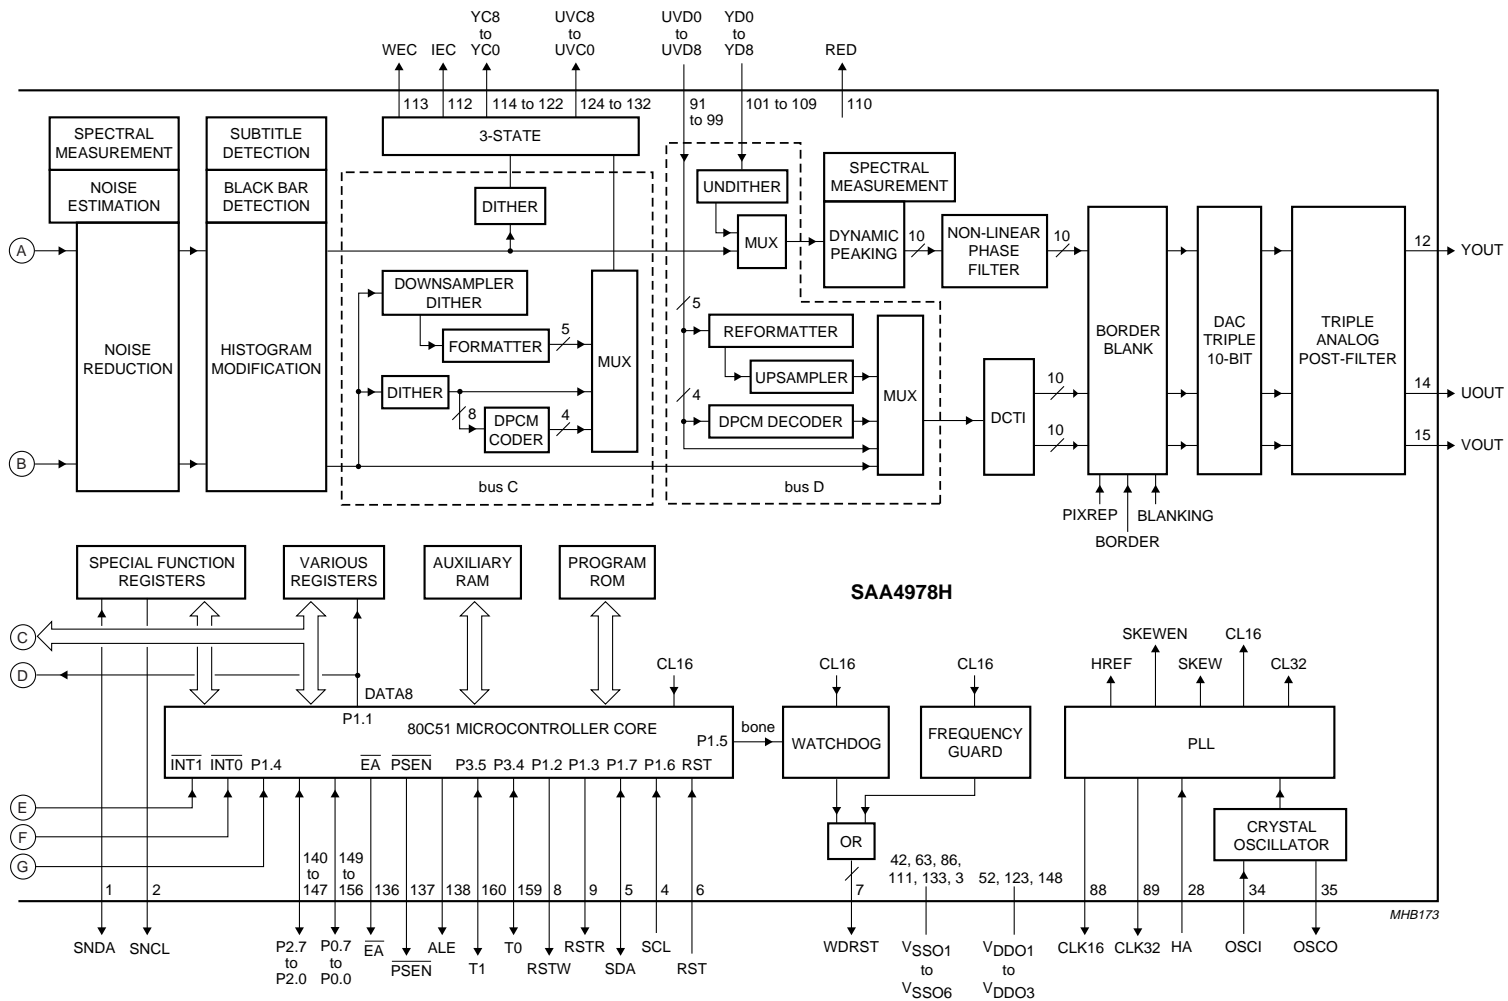 YC8 UVC8 UVD0 YD0
to to to to
WEC IEC YC0 UVC0 UVD8 YD8 RED
113 112 114 to 122 124 to 132 91 101 to 109 110
to 99
SPECTRAL
MEASUREMENT
SUBTITLE
DETECTION
3-STATE
NOISE
ESTIMATION
BLACK BAR
DETECTION
DITHER
UNDITHER
SPECTRAL
MEASUREMENT
A
MUX
DYNAMIC
PEAKING
10
NON-LINEAR
PHASE
FILTER
10
12
YOUT
DOWNSAMPLER
DITHER
5
FORMATTER
5
MUX
REFORMATTER
UPSAMPLER
MUX
NOISE
REDUCTION
HISTOGRAM
MODIFICATION
BORDER
BLANK
DAC
TRIPLE
10-BIT
TRIPLE
ANALOG
POST-FILTER
DITHER
8
DPCM
CODER
4
4
DPCM DECODER
DCTI
10
10
14
UOUT
15
VOUT
B
bus C
bus D
PIXREP BLANKING
BORDER
SPECIAL FUNCTION
REGISTERS
VARIOUS
REGISTERS
AUXILIARY
RAM
PROGRAM
ROM
SAA4978H
C
D
DATA8
CL16
CL16
CL16
SKEWEN CL16
HREF SKEW CL32
P1.1
80C51 MICROCONTROLLER CORE
P1.5
bone
WATCHDOG
FREQUENCY
GUARD
PLL
INT1 INT0 P1.4 EA PSEN P3.5 P3.4 P1.2 P1.3 P1.7 P1.6 RST
E
F
G
OR
CRYSTAL
OSCILLATOR
140 149
to to
1 2 147 156 136 137 138 160 159 8 9 5 4 6 7
42, 63, 86,
111, 133, 3
52, 123, 148
88 89 28 34 35
MHB173
SNDA SNCL
P2.7
to
P2.0
P0.7
to
P0.0
EA
PSEN
ALE
T1
T0
RSTW
RSTR
SDA
SCL
RST
WDRST
VSSO1
to
VSSO6
VDDO1
to
VDDO3
CLK16 CLK32 HA OSCI OSCO